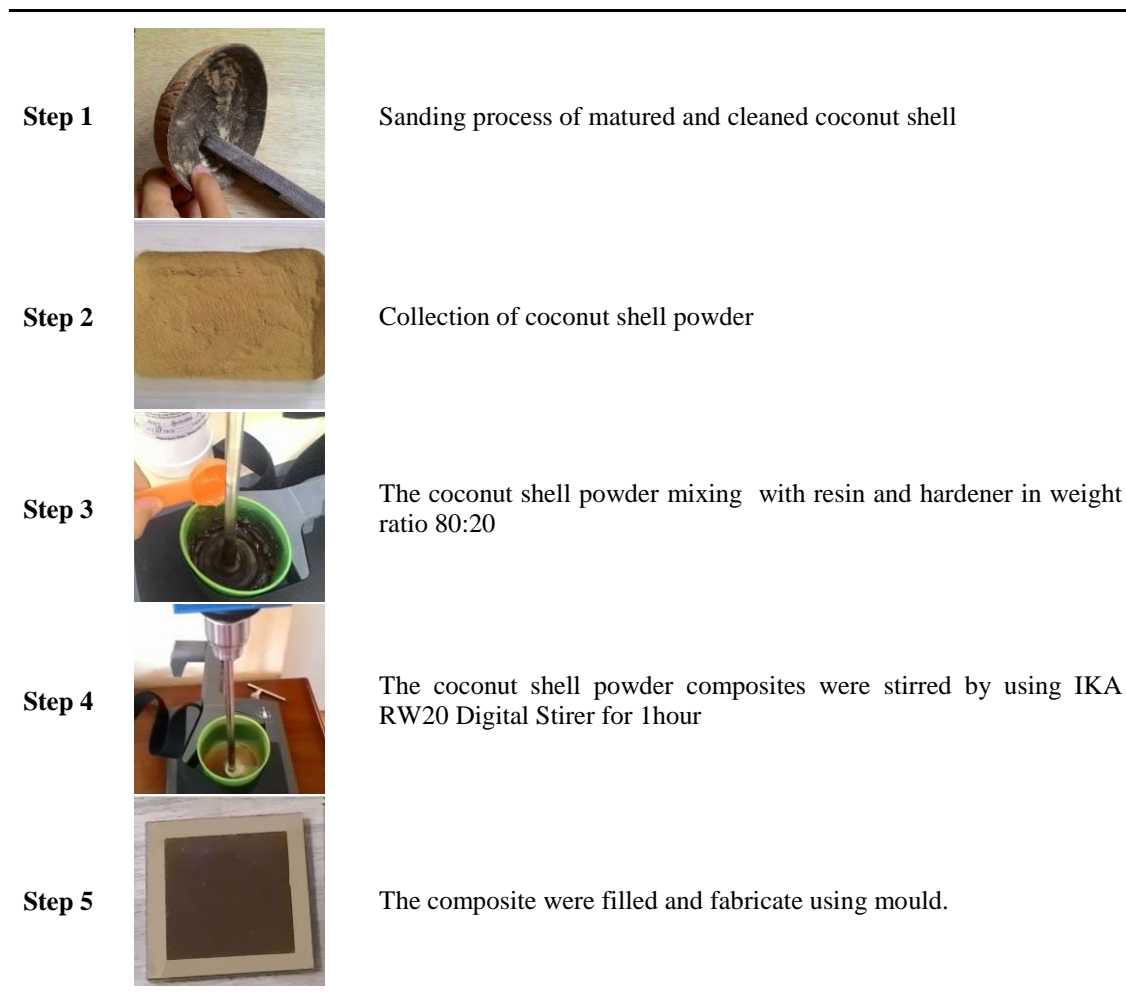 Step 1
Sanding process of matured and cleaned coconut shell
Step 2
Collection of coconut shell powder
Step 3
The coconut shell powder mixing with resin and hardener in weight
ratio 80:20
Step 4
The coconut shell powder composites were stirred by using IKA
RW20 Digital Stirer for 1hour
Step 5
The composite were filled and fabricate using mould.